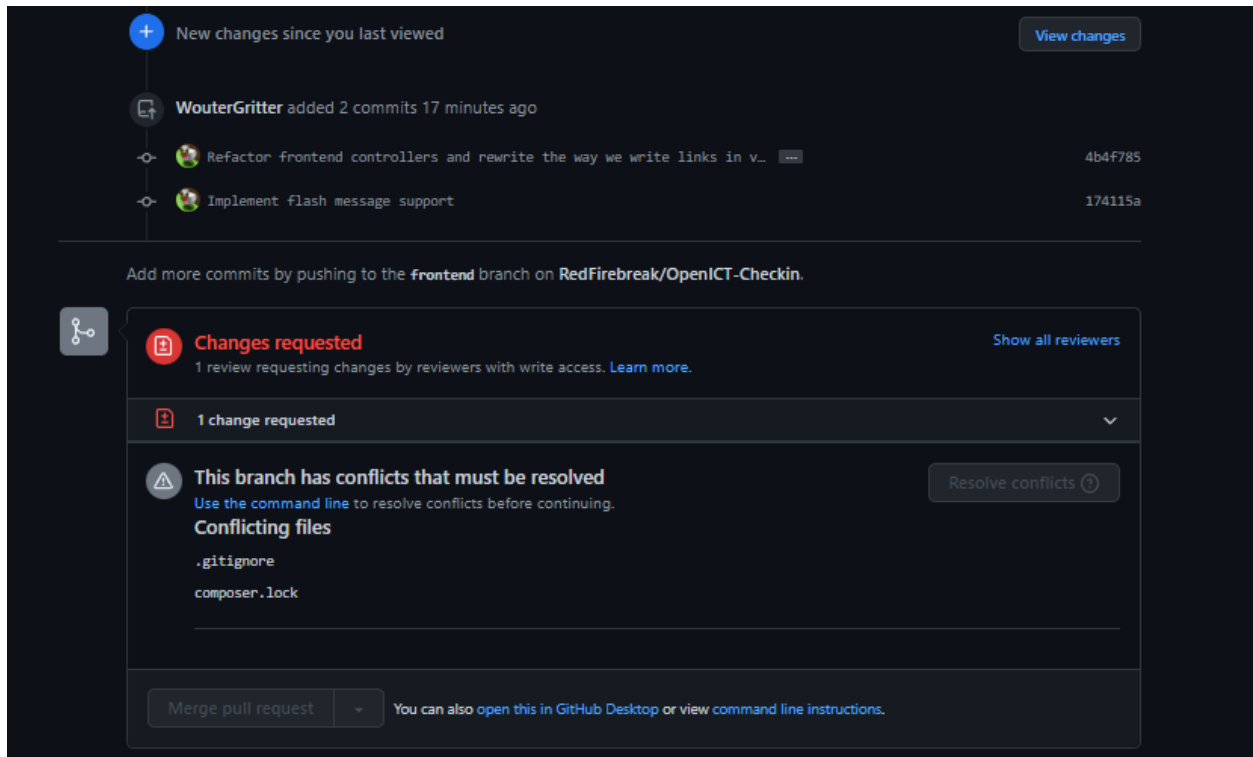 New changes since you last viewed
View changes
WouterGritter added 2 commits 17 minutes ago
Refactor frontend controllers and rewrite the way we write links in v… ...
4b4f785
Implement flash message support
174115a
Add more commits by pushing to the frontend branch on RedFirebreak/OpenICT-Checkin.
Changes requested
Show all reviewers
1 review requesting changes by reviewers with write access. Learn more.
1 change requested
This branch has conflicts that must be resolved
Resolve conflicts
Use the command line to resolve conflicts before continuing.
Conflicting files
.gitignore
composer.lock
Merge pull request
You can also open this in GitHub Desktop or view command line instructions.